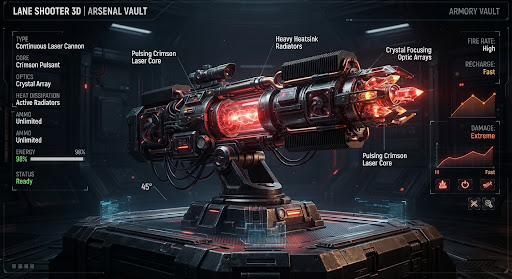 LANE SHOOTER 3D | ARSENAL VAULT
ARMORY VAULT
TYPE
Continuous Laser Cannon
CORE
Crimson Pulsant
OPTICS
Crystal Array
HEAT DISSIPATION
Active Radiators
AMMO
Unlimited
AMMO
Unlimited
ENERGY
98% 98%
STATUS
Ready
Pulsing Crimson
Laser Core
Heavy Heatsink
Radiators
Crystal Focusing
Optic Arrays
Pulsing Crimson
Laser Core
45°
FIRE RATE:
High
RECHARGE:
Fast
DAMAGE:
Extreme
Fast